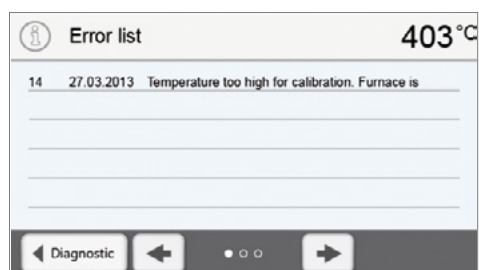 Error list 403°C
14 27.03.2013 Temperature too high for calibration. Furnace is
Diagnostic